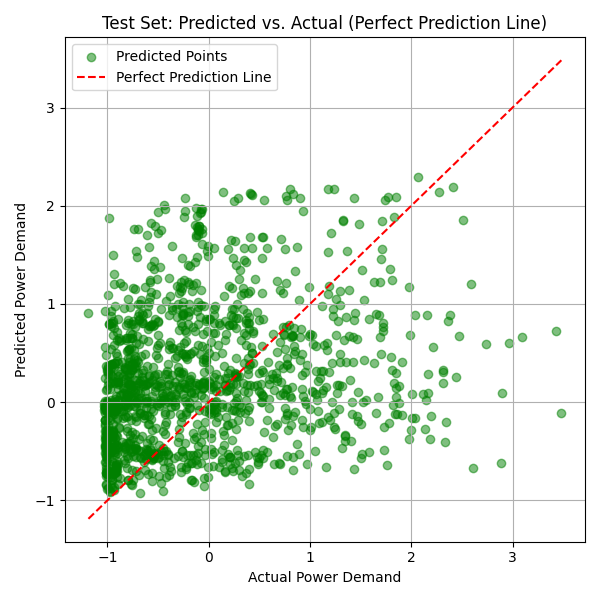 Test Set: Predicted vs. Actual (Perfect Prediction Line)
Predicted Points
Perfect Prediction Line
3
2
1
0
−1
Predicted Power Demand
−1 0 1 2 3
Actual Power Demand